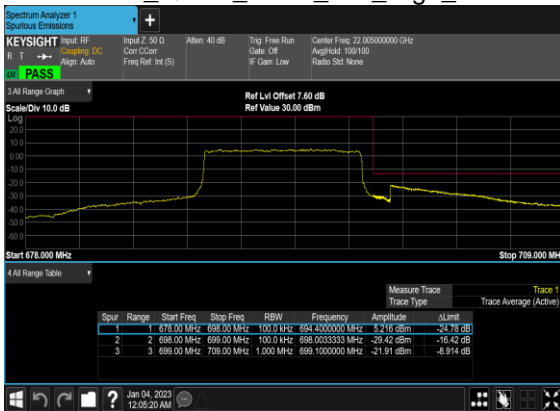 Spectrum Analyzer 1
Spurious Emissions
KEYSIGHT Input: RF Input Z: 50 Ω Atten: 40 dB Trig: Free Run Center Freq: 22.005000000 GHz
R T Coupling: DC Corr CCorr Gate: Off Avg|Hold: 100/100
Align: Auto Freq Ref: Int (S) IF Gain: Low Radio Std: None
PASS
3 All Range Graph
Scale/Div 10.0 dB Ref Lvl Offset 7.60 dB
Ref Value 30.00 dBm
Log
20.0
10.0
0.00
-10.0
-20.0
-30.0
-40.0
-50.0
-60.0
Start 678.000 MHz Stop 709.000 MH
4 All Range Table
Measure Trace Trace 1
Trace Type Trace Average (Active)
Spur Range Start Freq Stop Freq RBW Frequency Amplitude ΔLimit
1 1 678.00 MHz 698.00 MHz 100.0 kHz 694.4000000 MHz 5.216 dBm -24.78 dB
2 2 698.00 MHz 699.00 MHz 100.0 kHz 698.0033333 MHz -29.42 dBm -16.42 dB
3 3 699.00 MHz 709.00 MHz 1.000 MHz 699.1000000 MHz -21.91 dBm -8.914 dB
Jan 04, 2023
12:05:20 AM